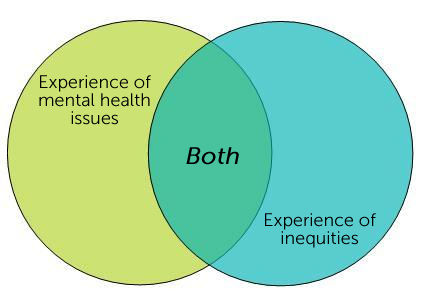 Experience of
mental health
issues
Both
Experience of
inequities